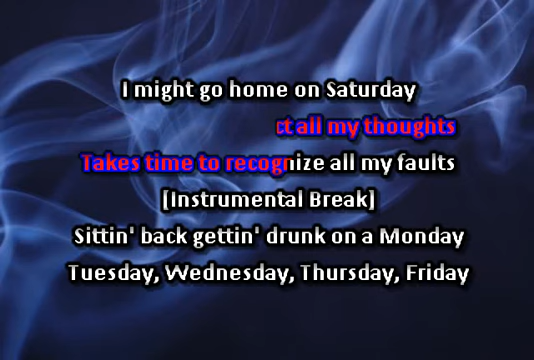 I might go home on Saturday
ct all my thoughts
Takes time to recognize all my faults
[Instrumental Break]
Sittin' back gettin' drunk on a Monday
Tuesday, Wednesday, Thursday, Friday